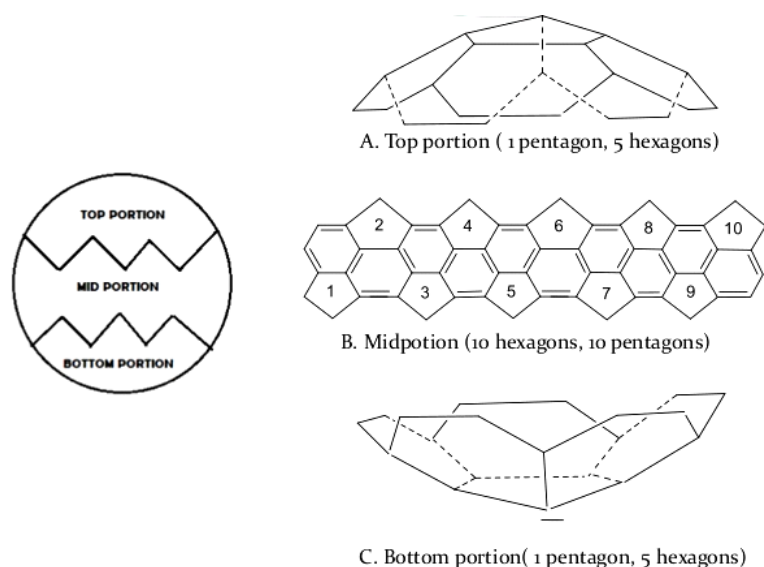 A. Top portion ( 1 pentagon, 5 hexagons)
TOP PORTION
MID PORTION
BOTTOM PORTION
2 4 6 8 10
1 3 5 7 9
B. Midpotion (10 hexagons, 10 pentagons)
C. Bottom portion( 1 pentagon, 5 hexagons)